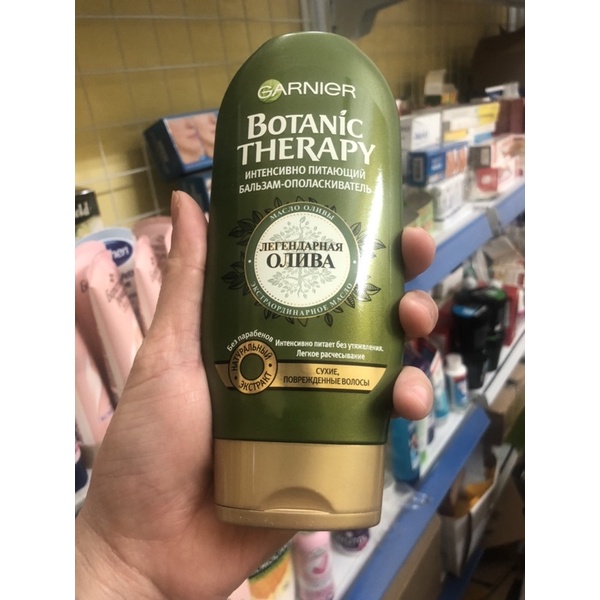 GARNIER
BOTANIC
THERAPY
ИНТЕНСИВНО ПИТАЮЩИЙ
БАЛЬЗАМ-ОПОЛАСКИВАТЕЛЬ
МАСЛО ОЛИВЫ
ЛЕГЕНДАРНАЯ
ОЛИВА
ЭКСТРАОРДИНАРНОЕ МАСЛО
Без парабенов
НАТУРАЛЬНЫЙ
ЭКСТРАКТ
Интенсивно питает без утяжеления.
Легкое расчесывание
СУХИЕ,
ПОВРЕЖДЕННЫЕ ВОЛОСЫ